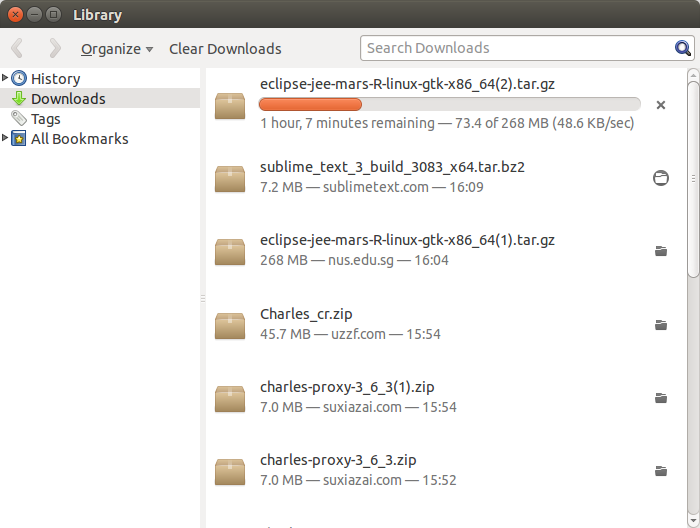 Library
Organize
Clear Downloads
Search Downloads
History
Downloads
Tags
All Bookmarks
eclipse-jee-mars-R-linux-gtk-x86_64(2).tar.gz
1 hour, 7 minutes remaining — 73.4 of 268 MB (48.6 KB/sec)
sublime_text_3_build_3083_x64.tar.bz2
7.2 MB — sublimetext.com — 16:09
eclipse-jee-mars-R-linux-gtk-x86_64(1).tar.gz
268 MB — nus.edu.sg — 16:04
Charles_cr.zip
45.7 MB — uzzf.com — 15:54
charles-proxy-3_6_3(1).zip
7.0 MB — suxiazai.com — 15:54
charles-proxy-3_6_3.zip
7.0 MB — suxiazai.com — 15:52